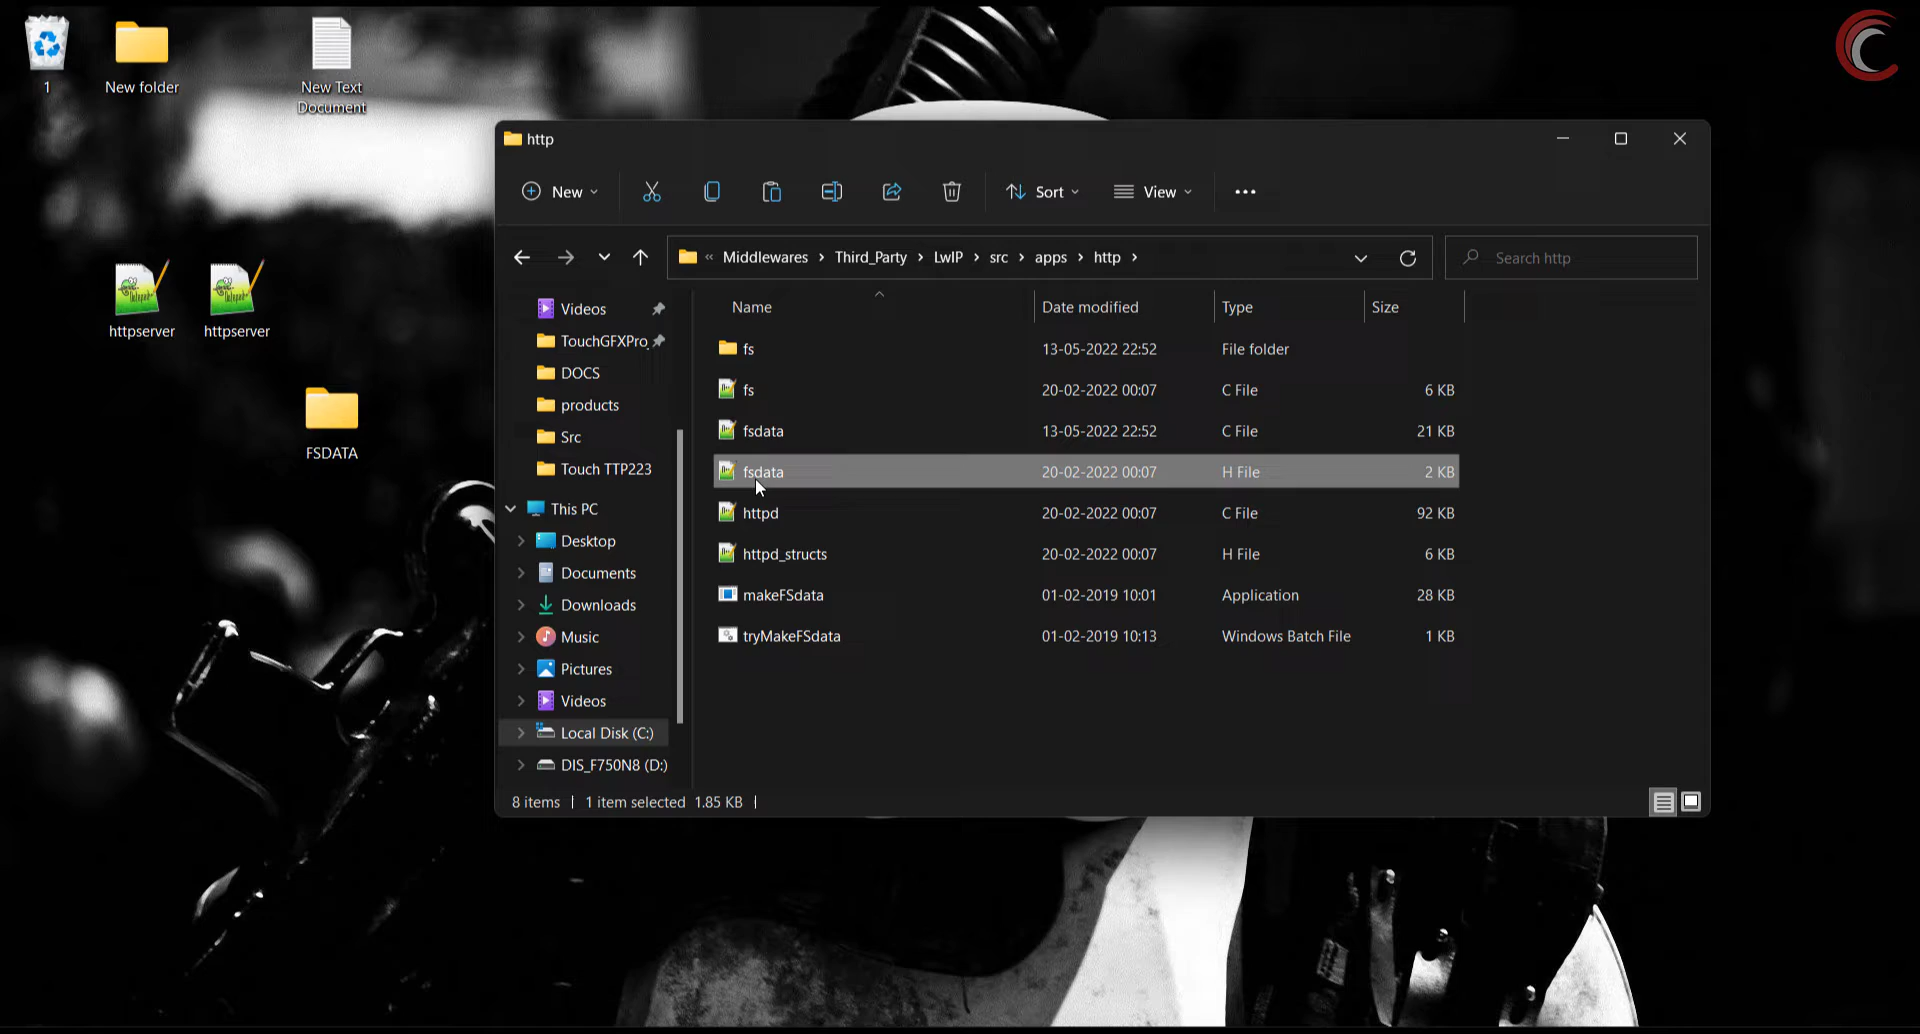 1
New folder
New Text
Document
httpserver
httpserver
FSDATA
http
New
Sort
View
« Middlewares > Third_Party > LwIP > src > apps > http >
Search http
Videos
TouchGFXPro
DOCS
products
Src
Touch TTP223
This PC
Desktop
Documents
Downloads
Music
Pictures
Videos
Local Disk (C:)
DIS_F750N8 (D:)
Name Date modified Type Size
fs 13-05-2022 22:52 File folder
fs 20-02-2022 00:07 C File 6 KB
fsdata 13-05-2022 22:52 C File 21 KB
fsdata 20-02-2022 00:07 H File 2 KB
httpd 20-02-2022 00:07 C File 92 KB
httpd_structs 20-02-2022 00:07 H File 6 KB
makeFSdata 01-02-2019 10:01 Application 28 KB
tryMakeFSdata 01-02-2019 10:13 Windows Batch File 1 KB
8 items | 1 item selected 1.85 KB |